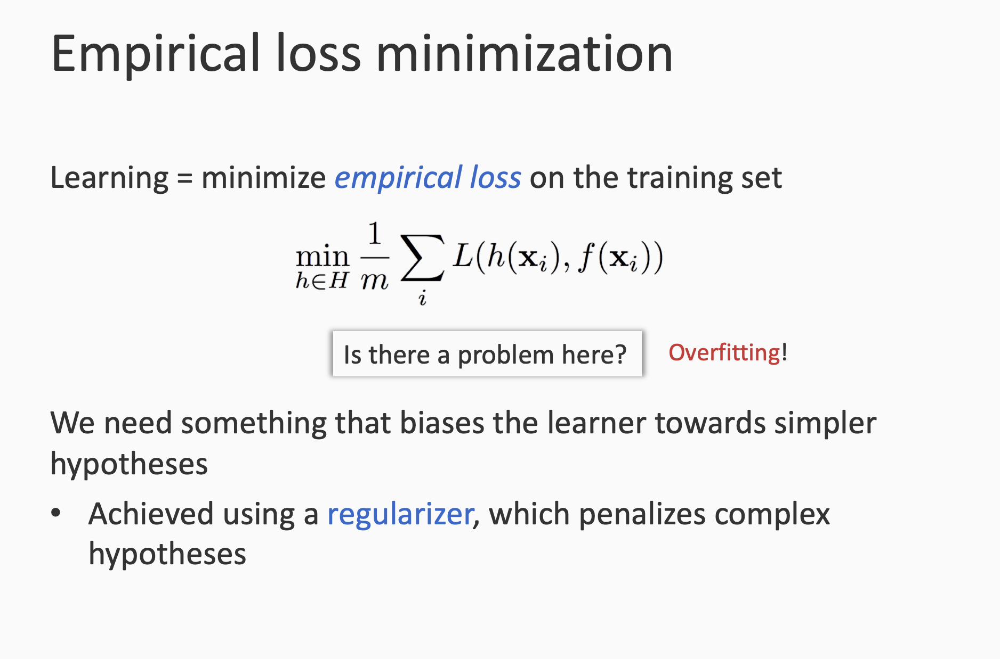 Empirical loss minimization
Learning = minimize empirical loss on the training set
min_{h∈H} \frac{1}{m} \sum_i L(h(\mathbf{x}_i), f(\mathbf{x}_i))
Is there a problem here? Overfitting!
We need something that biases the learner towards simpler
hypotheses
• Achieved using a regularizer, which penalizes complex
hypotheses